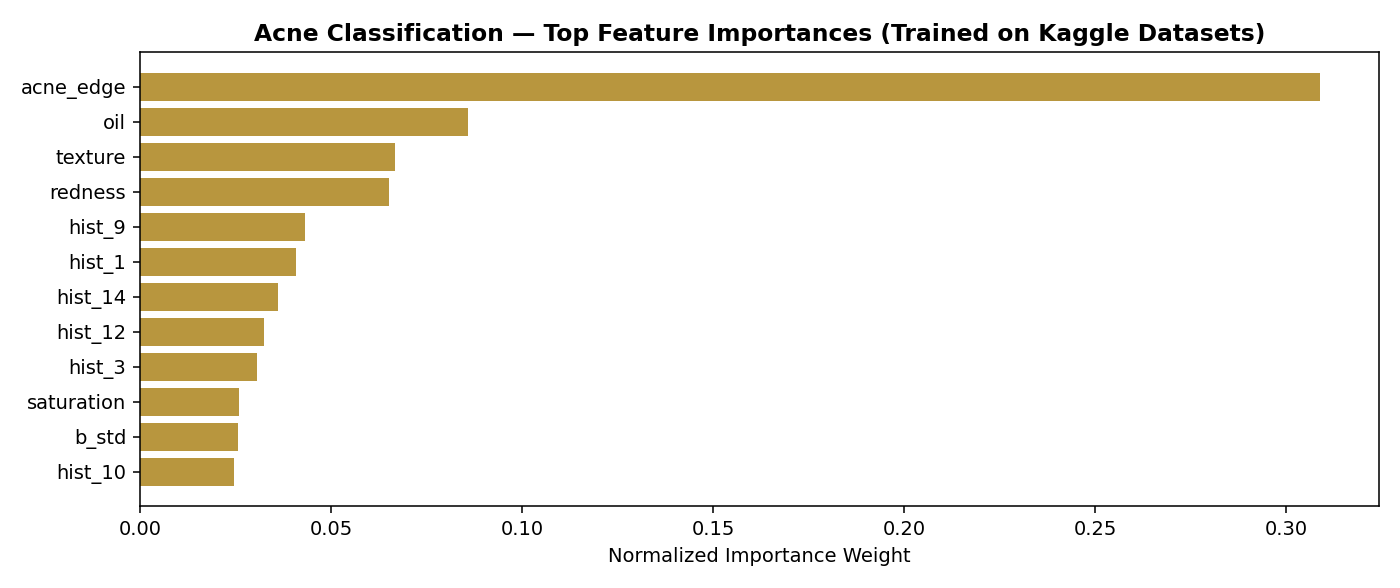 Acne Classification — Top Feature Importances (Trained on Kaggle Datasets)
acne_edge
oil
texture
redness
hist_9
hist_1
hist_14
hist_12
hist_3
saturation
b_std
hist_10
0.00 0.05 0.10 0.15 0.20 0.25 0.30
Normalized Importance Weight